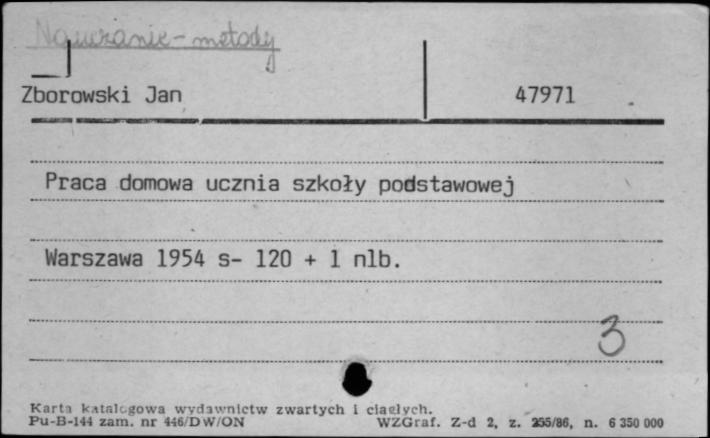 Nauczanie - metody
Zborowski Jan 47971
Praca domowa ucznia szkoły podstawowej
Warszawa 1954 s- 120 + 1 nlb.
3
Karta katalogowa wydawnictw zwartych i ciągłych.
Pu-B-144 zam. nr 446/DW/ON WZGraf. Z-d 2, z. 255/86, n. 6 350 000